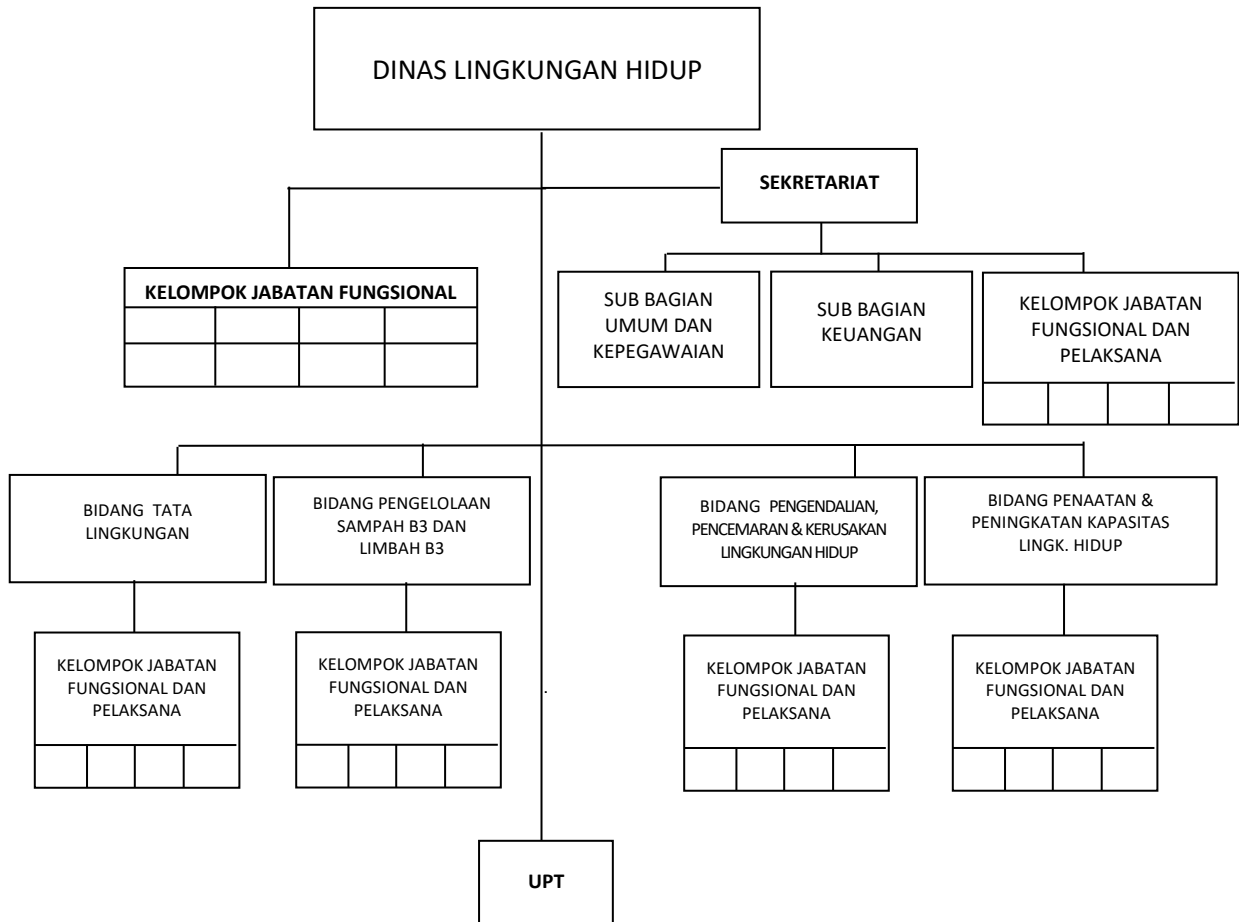 DINAS LINGKUNGAN HIDUP
SEKRETARIAT
KELOMPOK JABATAN FUNGSIONAL
SUB BAGIAN
UMUM DAN
KEPEGAWAIAN
SUB BAGIAN
KEUANGAN
KELOMPOK JABATAN
FUNGSIONAL DAN
PELAKSANA
BIDANG TATA
LINGKUNGAN
BIDANG PENGELOLAAN
SAMPAH B3 DAN
LIMBAH B3
BIDANG PENGENDALIAN,
PENCEMARAN & KERUSAKAN
LINGKUNGAN HIDUP
BIDANG PENAATAN &
PENINGKATAN KAPASITAS
LINGK. HIDUP
KELOMPOK JABATAN
FUNGSIONAL DAN
PELAKSANA
KELOMPOK JABATAN
FUNGSIONAL DAN
PELAKSANA
.
KELOMPOK JABATAN
FUNGSIONAL DAN
PELAKSANA
KELOMPOK JABATAN
FUNGSIONAL DAN
PELAKSANA
UPT